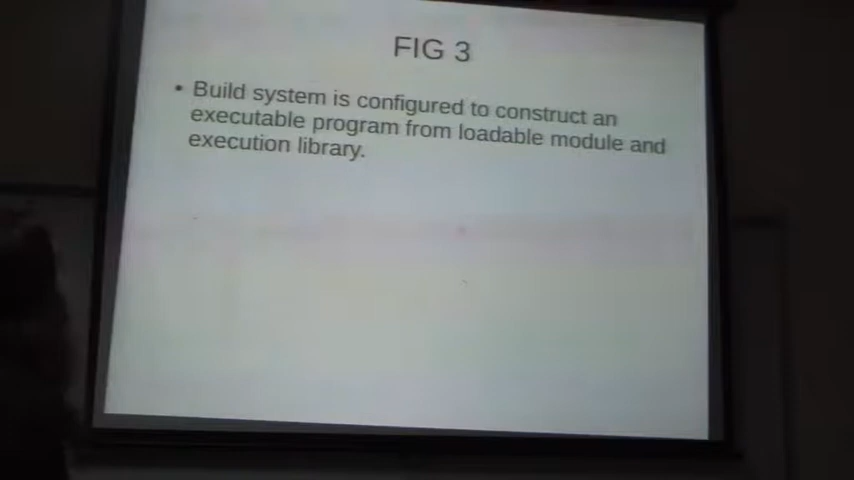 FIG 3
• Build system is configured to construct an
executable program from loadable module and
execution library.